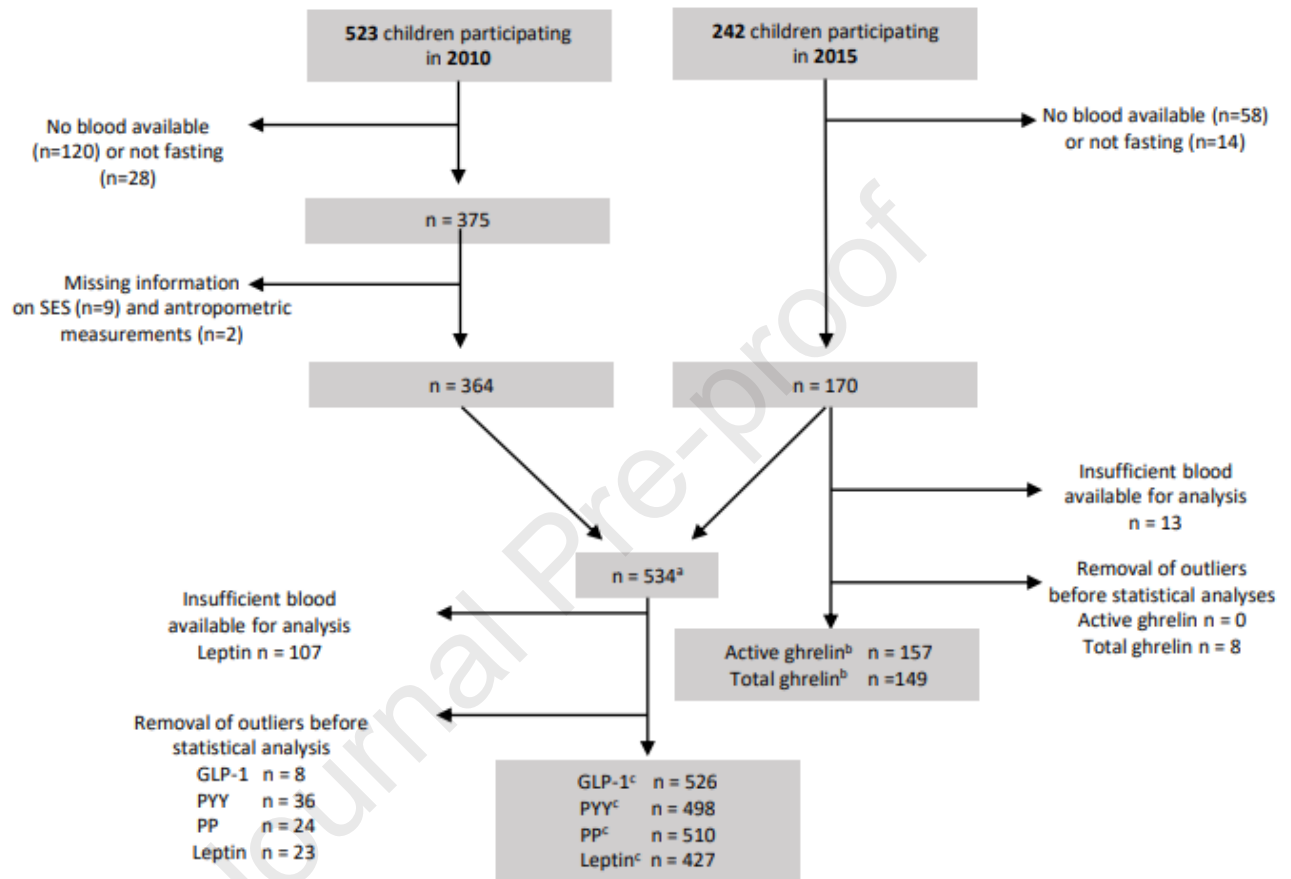 523 children participating
in 2010
242 children participating
in 2015
No blood available
(n=120) or not fasting
(n=28)
No blood available (n=58)
or not fasting (n=14)
n = 375
Missing information
on SES (n=9) and antropometric
measurements (n=2)
n = 364
n = 170
Insufficient blood
available for analysis
n = 13
n = 534ᵃ
Removal of outliers
before statistical analyses
Active ghrelin n = 0
Total ghrelin n = 8
Insufficient blood
available for analysis
Leptin n = 107
Active ghrelinᵇ n = 157
Total ghrelinᵇ n =149
Removal of outliers before
statistical analysis
GLP-1 n = 8
PYY n = 36
PP n = 24
Leptin n = 23
GLP-1ᶜ n = 526
PYYᶜ n = 498
PPᶜ n = 510
Leptinᶜ n = 427
Journal Pre-proof